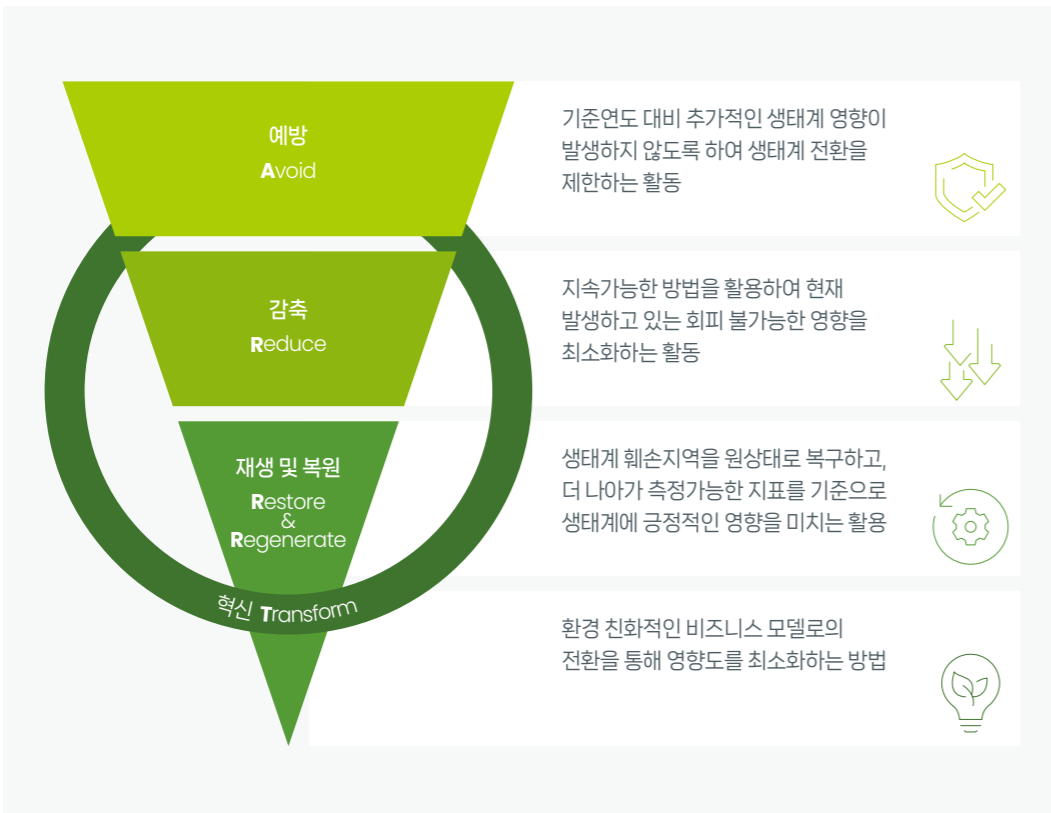 예방
Avoid
기준연도 대비 추가적인 생태계 영향이
발생하지 않도록 하여 생태계 전환을
제한하는 활동
감축
Reduce
지속가능한 방법을 활용하여 현재
발생하고 있는 회피 불가능한 영향을
최소화하는 활동
재생 및 복원
Restore
&
Regenerate
생태계 훼손지역을 원상태로 복구하고,
더 나아가 측정가능한 지표를 기준으로
생태계에 긍정적인 영향을 미치는 활용
혁신 Transform
환경 친화적인 비즈니스 모델로의
전환을 통해 영향도를 최소화하는 방법